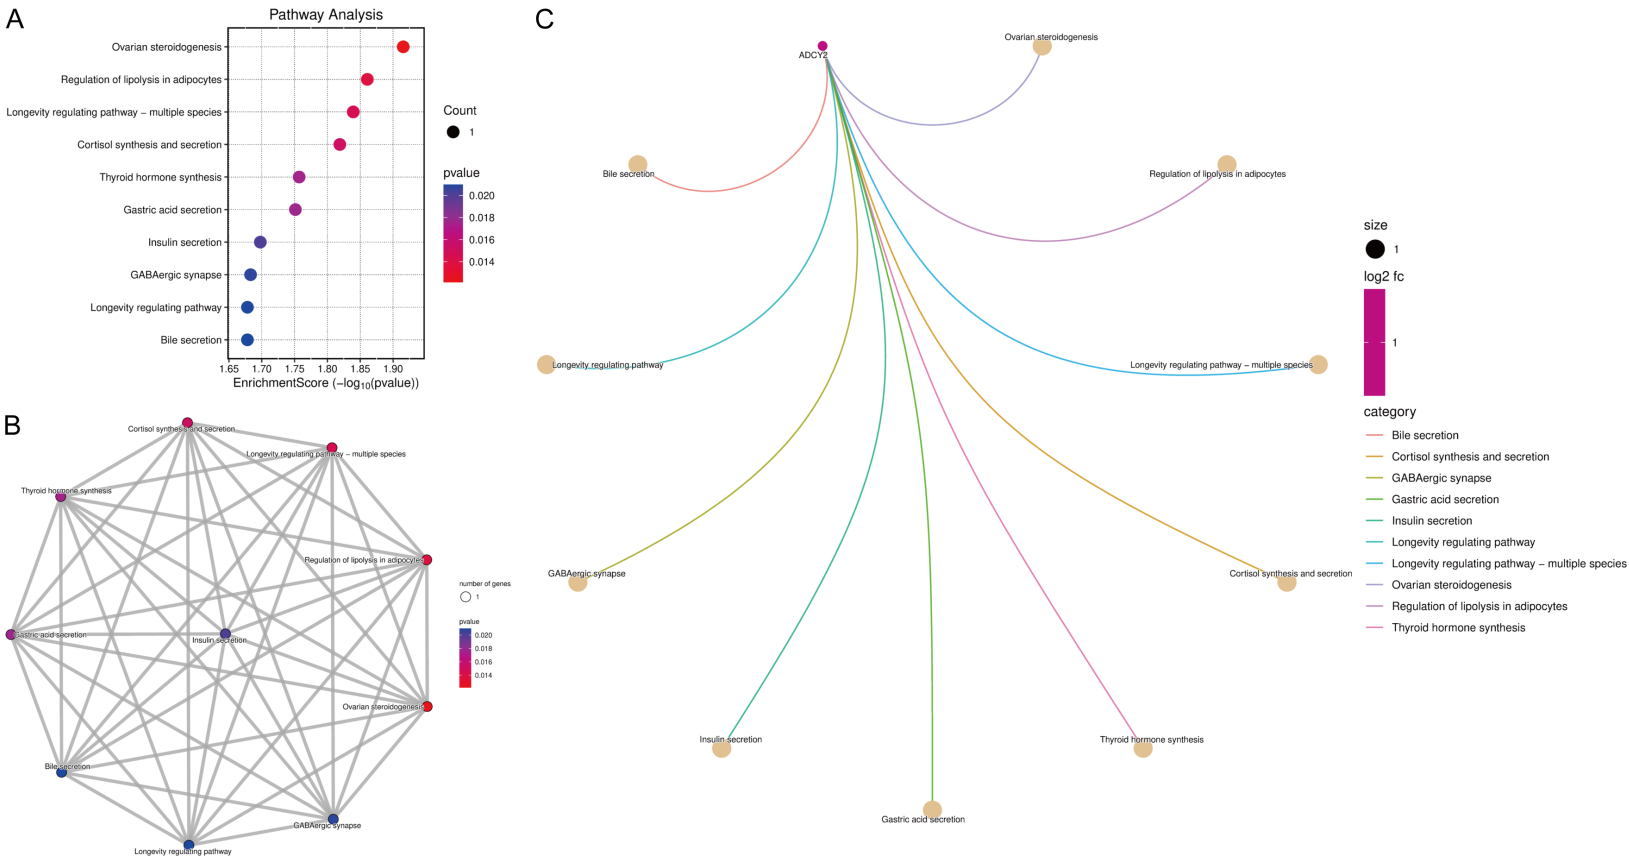 A
Pathway Analysis
Ovarian steroidogenesis
Regulation of lipolysis in adipocytes
Longevity regulating pathway − multiple species
Cortisol synthesis and secretion
Thyroid hormone synthesis
Gastric acid secretion
Insulin secretion
GABAergic synapse
Longevity regulating pathway
Bile secretion
1.65 1.70 1.75 1.80 1.85 1.90
EnrichmentScore (−log10(pvalue))
Count
1
pvalue
0.020
0.018
0.016
0.014
B
Cortisol synthesis and secretion
Longevity regulating pathway − multiple species
Thyroid hormone synthesis
Regulation of lipolysis in adipocytes
Gastric acid secretion
Insulin secretion
Ovarian steroidogenesis
Bile secretion
GABAergic synapse
Longevity regulating pathway
number of genes
1
pvalue
0.020
0.018
0.016
0.014
C
ADCY2
Ovarian steroidogenesis
Bile secretion
Regulation of lipolysis in adipocytes
Longevity regulating pathway
Longevity regulating pathway − multiple species
GABAergic synapse
Cortisol synthesis and secretion
Insulin secretion
Thyroid hormone synthesis
Gastric acid secretion
size
1
log2 fc
1
category
Bile secretion
Cortisol synthesis and secretion
GABAergic synapse
Gastric acid secretion
Insulin secretion
Longevity regulating pathway
Longevity regulating pathway − multiple species
Ovarian steroidogenesis
Regulation of lipolysis in adipocytes
Thyroid hormone synthesis